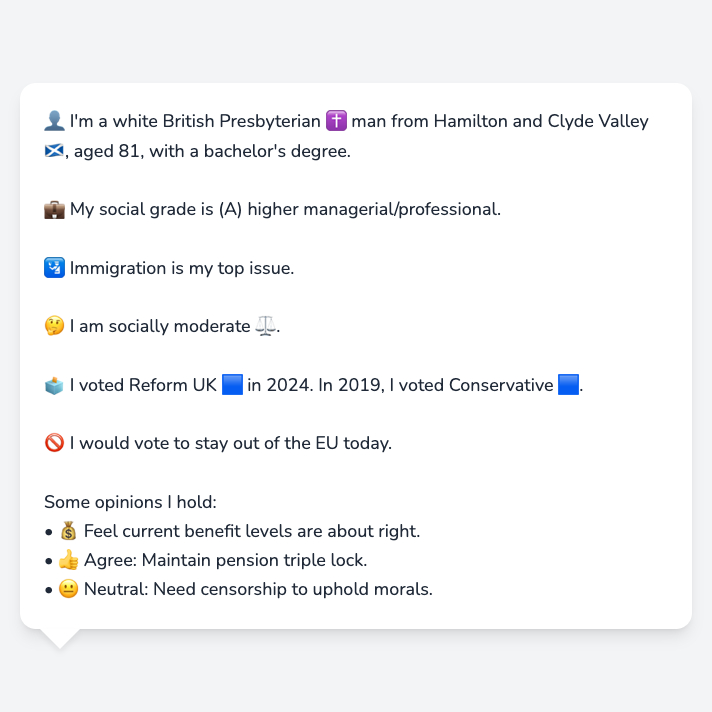 👤 I'm a white British Presbyterian ✝️ man from Hamilton and Clyde Valley
🏴󠁧󠁢󠁳󠁣󠁴󠁿, aged 81, with a bachelor's degree.
💼 My social grade is (A) higher managerial/professional.
🛂 Immigration is my top issue.
🤔 I am socially moderate ⚖️.
🗳️ I voted Reform UK 🟦 in 2024. In 2019, I voted Conservative 🟦.
🚫 I would vote to stay out of the EU today.
Some opinions I hold:
• 💰 Feel current benefit levels are about right.
• 👍 Agree: Maintain pension triple lock.
• 😐 Neutral: Need censorship to uphold morals.